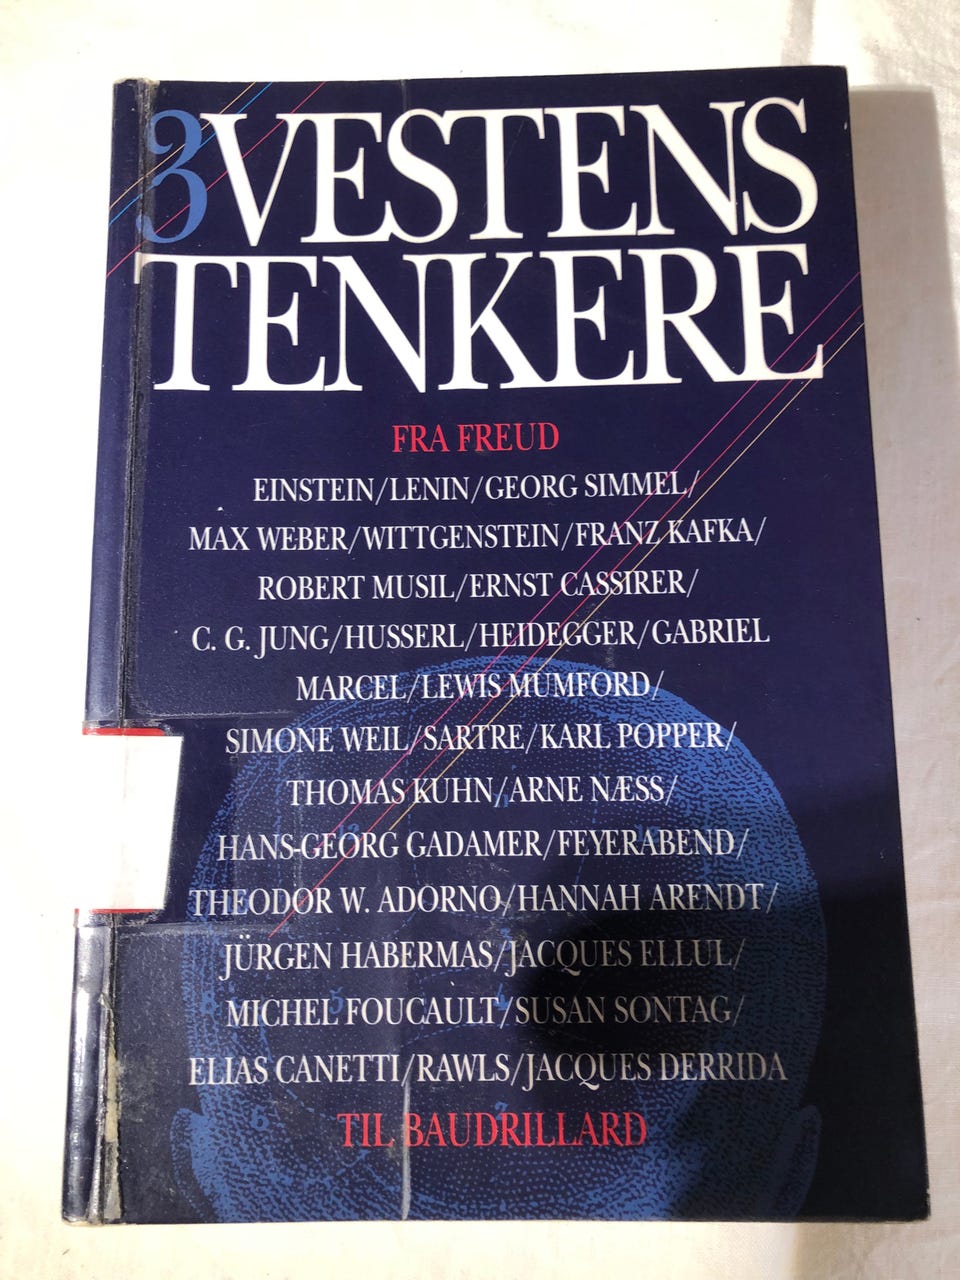 3 VESTENS
TENKERE
FRA FREUD
EINSTEIN/LENIN/GEORG SIMMEL/
MAX WEBER/WITTGENSTEIN/FRANZ KAFKA/
ROBERT MUSIL/ERNST CASSIRER/
C. G. JUNG/HUSSERL/HEIDEGGER/GABRIEL
MARCEL/LEWIS MUMFORD/
SIMONE WEIL/SARTRE/KARL POPPER/
THOMAS KUHN/ARNE NÆSS/
HANS-GEORG GADAMER/FEYERABEND/
THEODOR W. ADORNO/HANNAH ARENDT/
JÜRGEN HABERMAS/JACQUES ELLUL/
MICHEL FOUCAULT/SUSAN SONTAG/
ELIAS CANETTI/RAWLS/JACQUES DERRIDA
TIL BAUDRILLARD